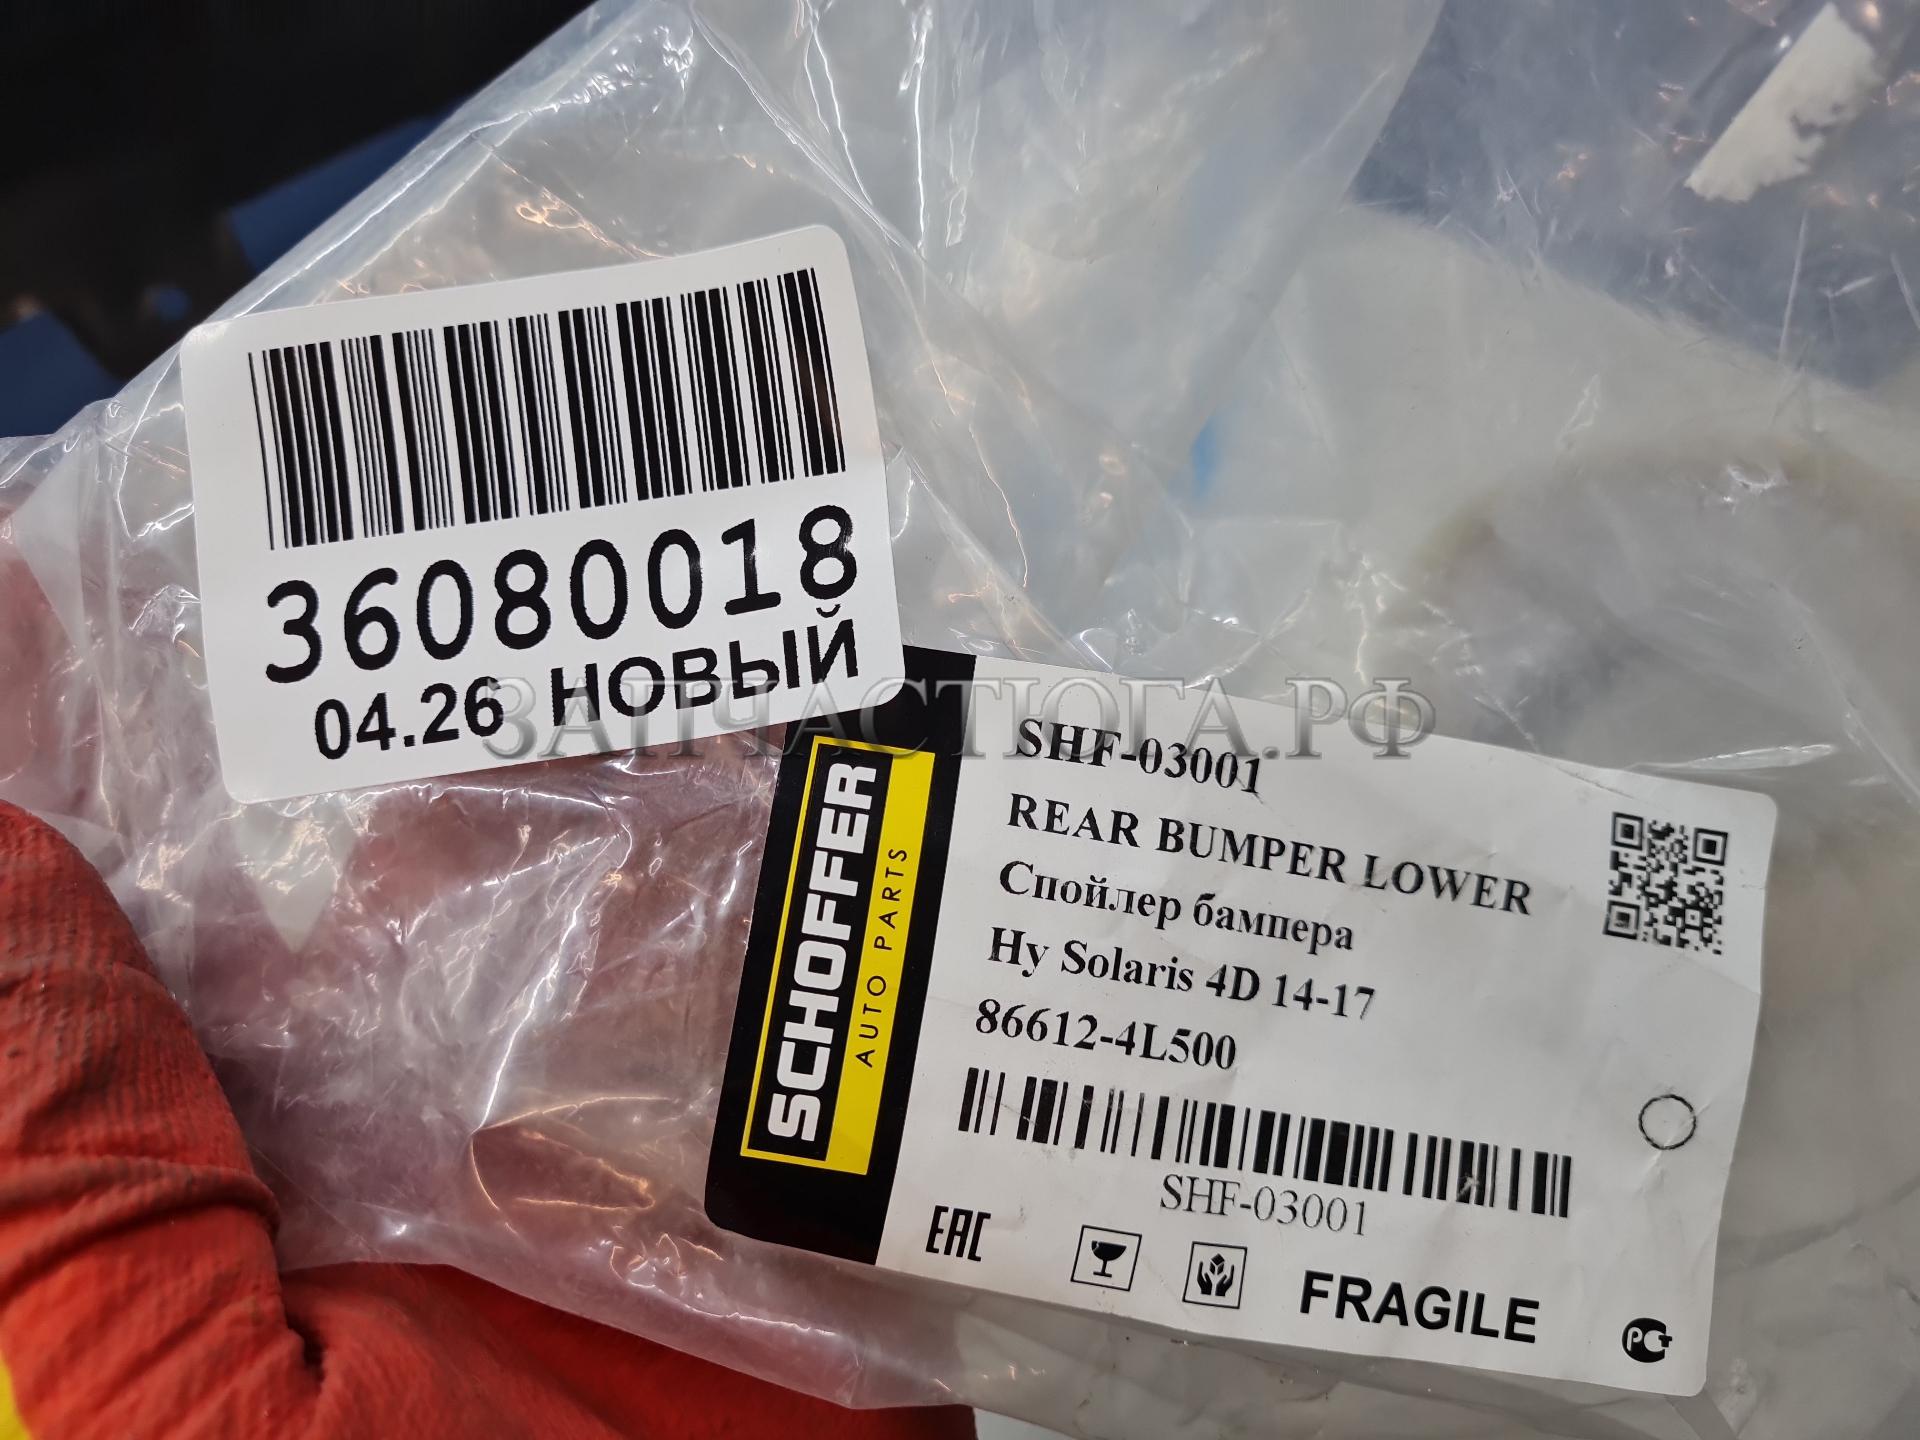 36080018
04.26 НОВЫЙ
ЗАПЧАСТЮГА.РФ
SCHOFFER
AUTO PARTS
SHF-03001
REAR BUMPER LOWER
Спойлер бампера
Hy Solaris 4D 14-17
86612-4L500
SHF-03001
EAC
FRAGILE
РСТ